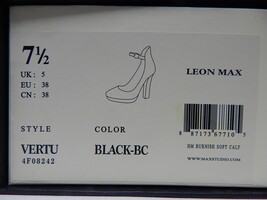 7½
UK : 5
EU : 38
CN : 38
LEON MAX
STYLE
COLOR
VERTU
BLACK-BC
4F08242
8 87173 67710 5
HM BURNISH SOFT CALF
WWW.MAXSTUDIO.COM